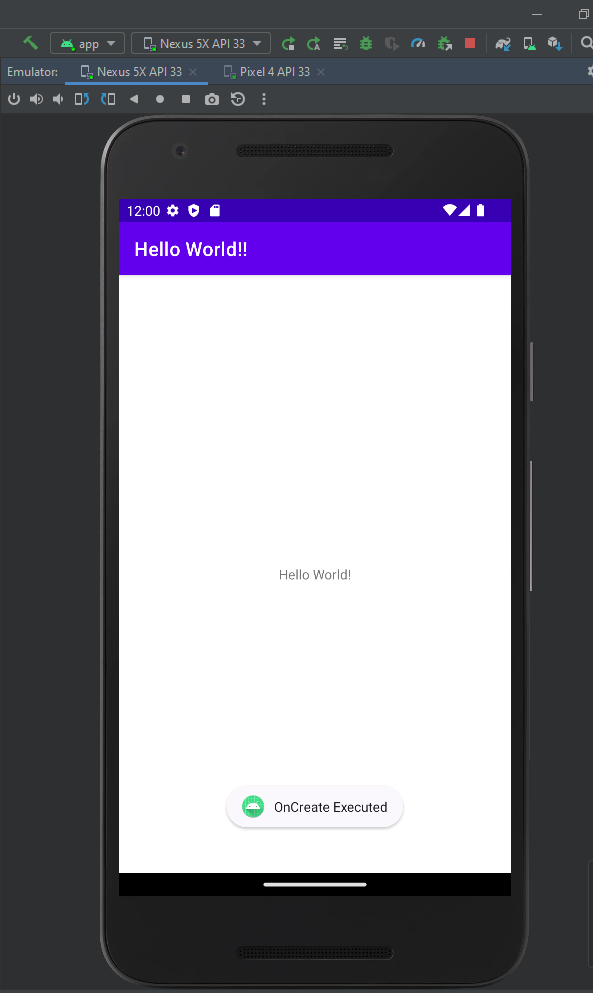 app
Nexus 5X API 33
Emulator:
Nexus 5X API 33
Pixel 4 API 33
12:00
Hello World!!
Hello World!
OnCreate Executed